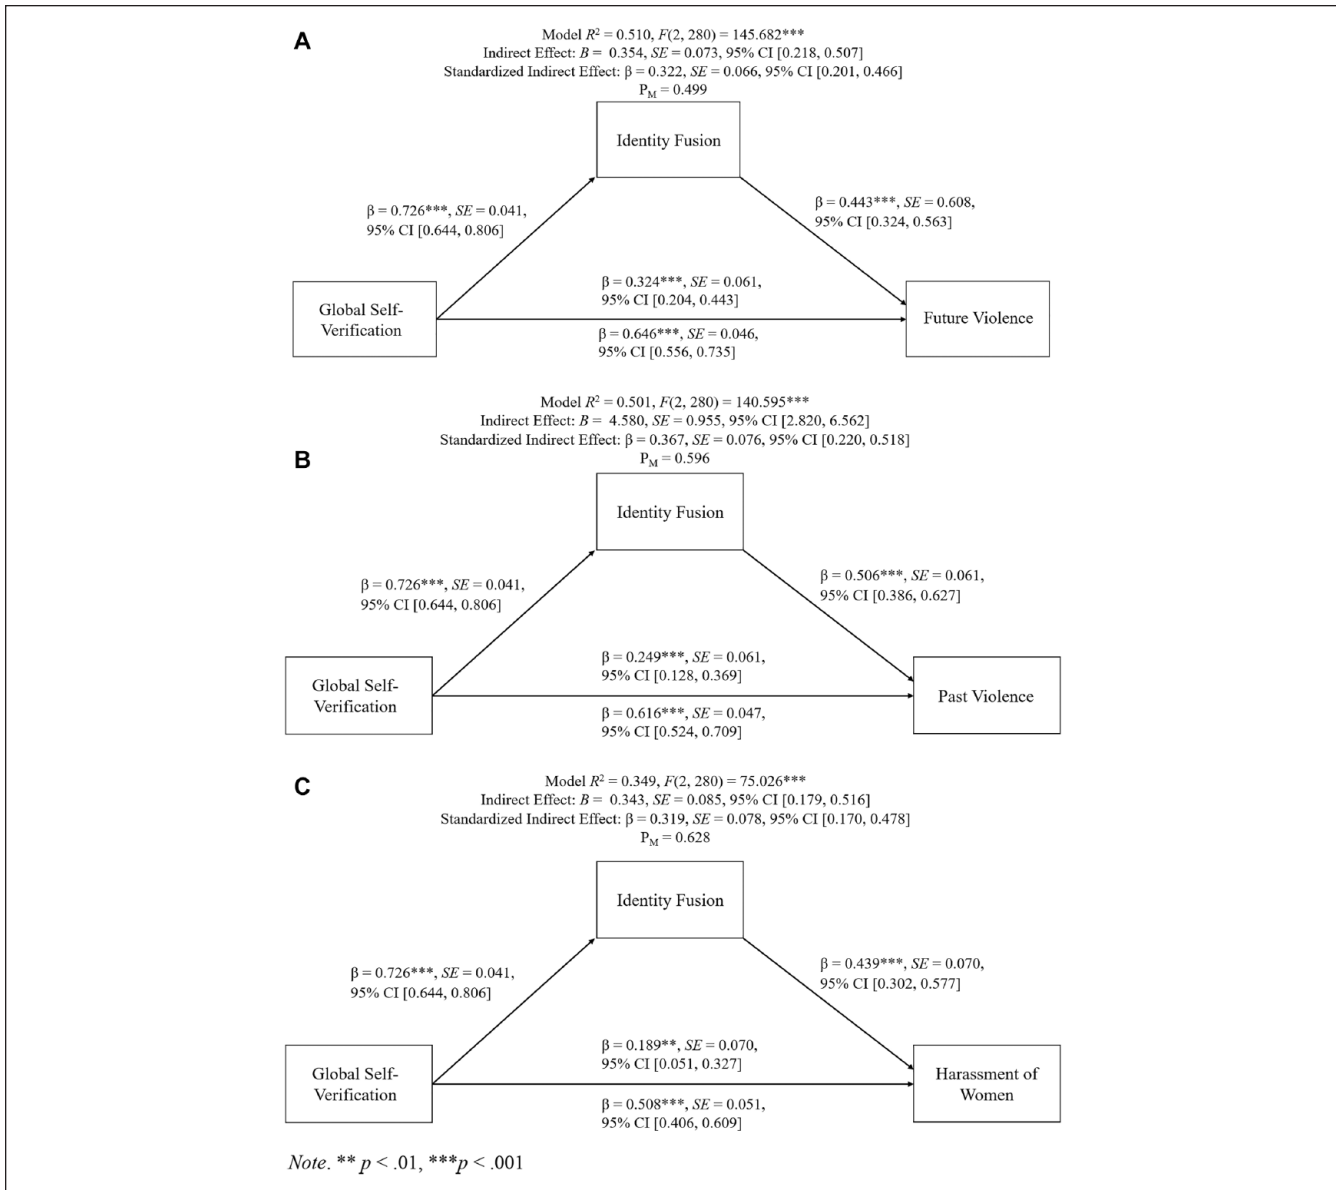 A
Model R² = 0.510, F(2, 280) = 145.682***
Indirect Effect: B = 0.354, SE = 0.073, 95% CI [0.218, 0.507]
Standardized Indirect Effect: β = 0.322, SE = 0.066, 95% CI [0.201, 0.466]
P_M = 0.499
Identity Fusion
β = 0.726***, SE = 0.041,
95% CI [0.644, 0.806]
β = 0.443***, SE = 0.608,
95% CI [0.324, 0.563]
Global Self-
Verification
β = 0.324***, SE = 0.061,
95% CI [0.204, 0.443]
β = 0.646***, SE = 0.046,
95% CI [0.556, 0.735]
Future Violence
B
Model R² = 0.501, F(2, 280) = 140.595***
Indirect Effect: B = 4.580, SE = 0.955, 95% CI [2.820, 6.562]
Standardized Indirect Effect: β = 0.367, SE = 0.076, 95% CI [0.220, 0.518]
P_M = 0.596
Identity Fusion
β = 0.726***, SE = 0.041,
95% CI [0.644, 0.806]
β = 0.506***, SE = 0.061,
95% CI [0.386, 0.627]
Global Self-
Verification
β = 0.249***, SE = 0.061,
95% CI [0.128, 0.369]
β = 0.616***, SE = 0.047,
95% CI [0.524, 0.709]
Past Violence
C
Model R² = 0.349, F(2, 280) = 75.026***
Indirect Effect: B = 0.343, SE = 0.085, 95% CI [0.179, 0.516]
Standardized Indirect Effect: β = 0.319, SE = 0.078, 95% CI [0.170, 0.478]
P_M = 0.628
Identity Fusion
β = 0.726***, SE = 0.041,
95% CI [0.644, 0.806]
β = 0.439***, SE = 0.070,
95% CI [0.302, 0.577]
Global Self-
Verification
β = 0.189**, SE = 0.070,
95% CI [0.051, 0.327]
β = 0.508***, SE = 0.051,
95% CI [0.406, 0.609]
Harassment of
Women
Note. ** p < .01, ***p < .001